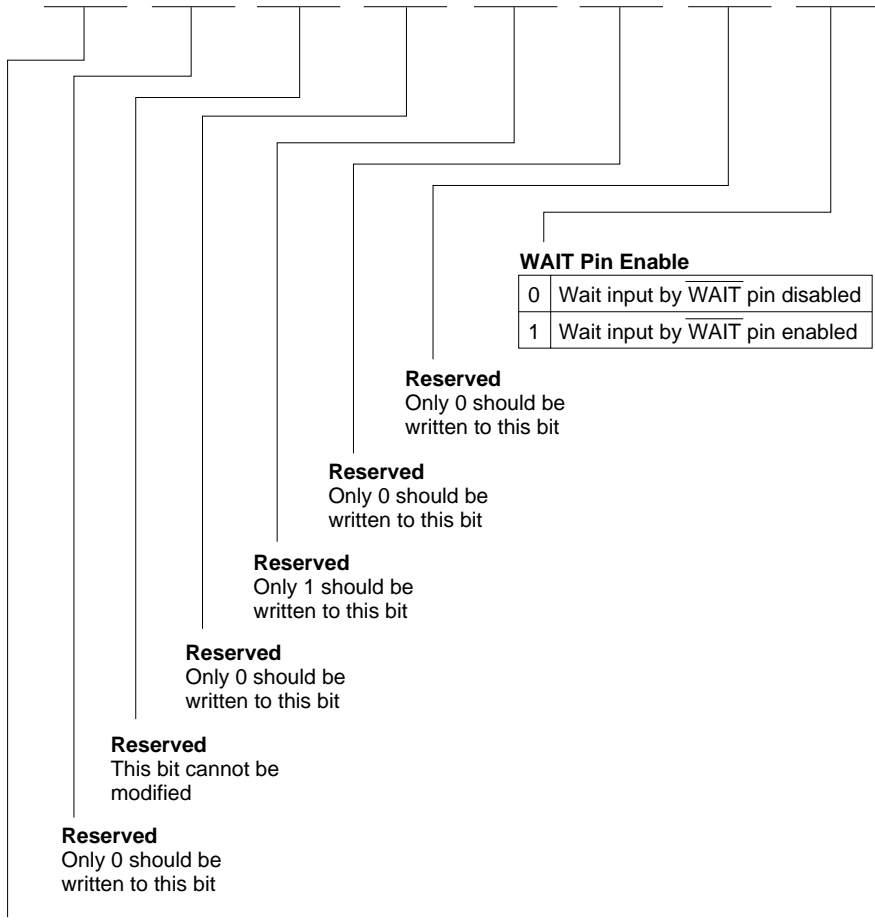 WAIT Pin Enable
0 Wait input by WAIT pin disabled
1 Wait input by WAIT pin enabled
Reserved
Only 0 should be
written to this bit
Reserved
Only 0 should be
written to this bit
Reserved
Only 1 should be
written to this bit
Reserved
Only 0 should be
written to this bit
Reserved
This bit cannot be
modified
Reserved
Only 0 should be
written to this bit